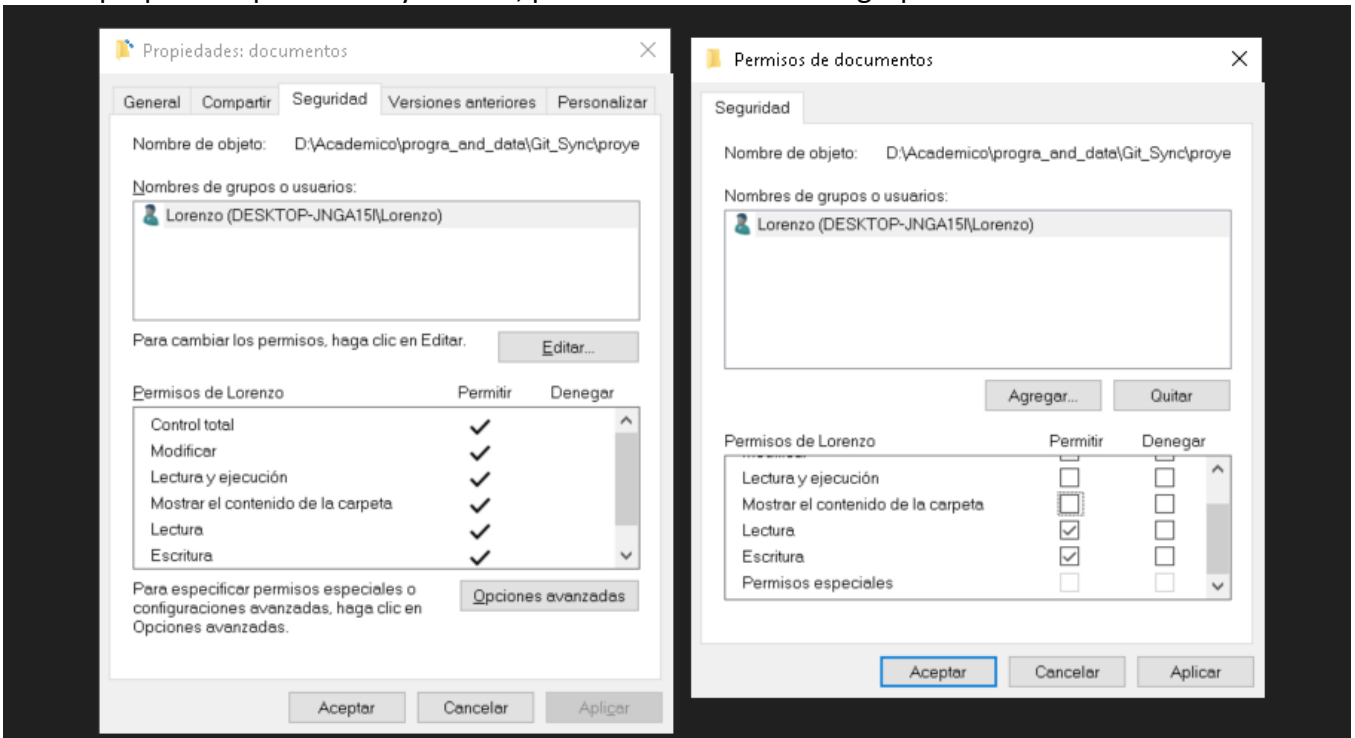 Propiedades: documentos
General Compartir Seguridad Versiones anteriores Personalizar
Nombre de objeto: D:\Academico\progra_and_data\Git_Sync\proye
Nombres de grupos o usuarios:
Lorenzo (DESKTOP-JNGA15I\Lorenzo)
Para cambiar los permisos, haga clic en Editar.
Editar...
Permisos de Lorenzo Permitir Denegar
Control total
Modificar
Lectura y ejecución
Mostrar el contenido de la carpeta
Lectura
Escritura
Para especificar permisos especiales o
configuraciones avanzadas, haga clic en
Opciones avanzadas.
Opciones avanzadas
Aceptar Cancelar Aplicar
Permisos de documentos
Seguridad
Nombre de objeto: D:\Academico\progra_and_data\Git_Sync\proye
Nombres de grupos o usuarios:
Lorenzo (DESKTOP-JNGA15I\Lorenzo)
Agregar... Quitar
Permisos de Lorenzo Permitir Denegar
Lectura y ejecución
Mostrar el contenido de la carpeta
Lectura
Escritura
Permisos especiales
Aceptar Cancelar Aplicar